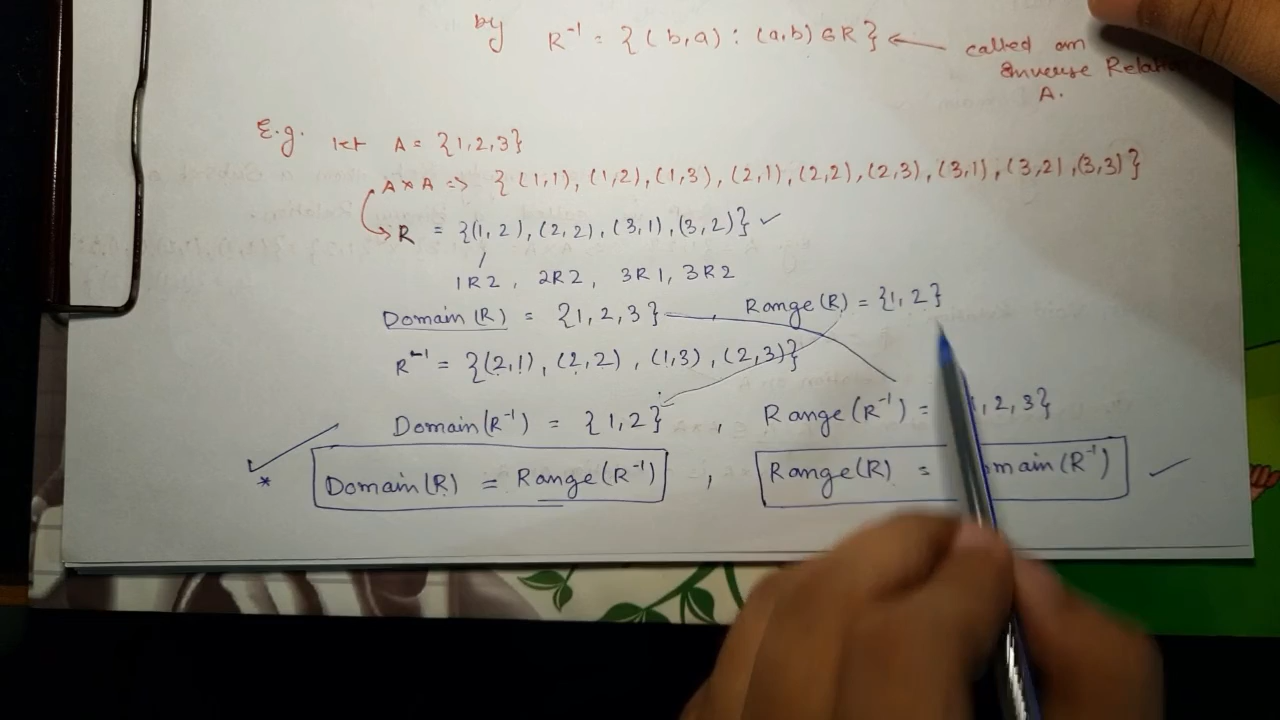 by R⁻¹ = {(b,a) : (a,b) ∈ R} ← called an
Inverse
A.
E.g. let A = {1,2,3}
A×A => {(1,1), (1,2), (1,3), (2,1), (2,2), (2,3), (3,1), (3,2), (3,3)}
R = {(1,2), (2,2), (3,1), (3,2)} ✓
1R2, 2R2, 3R1, 3R2
Domain(R) = {1,2,3}, Range(R) = {1,2}
R⁻¹ = {(2,1), (2,2), (1,3), (2,3)}
Domain(R⁻¹) = {1,2}, Range(R⁻¹) = 1,2,3}
* Domain(R) = Range(R⁻¹), Range(R) = main(R⁻¹) ✓